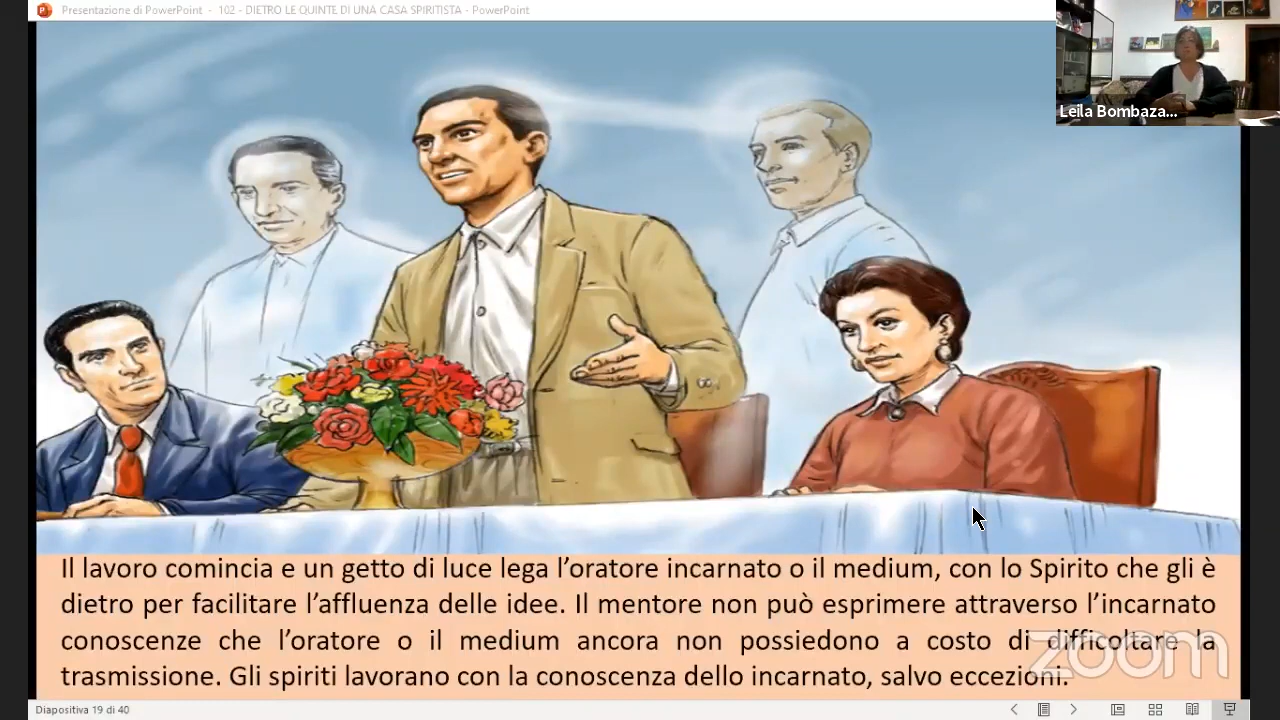 Presentazione di PowerPoint - 102 - DIETRO LE QUINTE DI UNA CASA SPIRITISTA - PowerPoint
Leila Bombaza...
Il lavoro comincia e un getto di luce lega l'oratore incarnato o il medium, con lo Spirito che gli è
dietro per facilitare l'affluenza delle idee. Il mentore non può esprimere attraverso l'incarnato
conoscenze che l'oratore o il medium ancora non possiedono a costo di difficoltare la
trasmissione. Gli spiriti lavorano con la conoscenza dello incarnato, salvo eccezioni.
zoom
Diapositiva 19 di 40